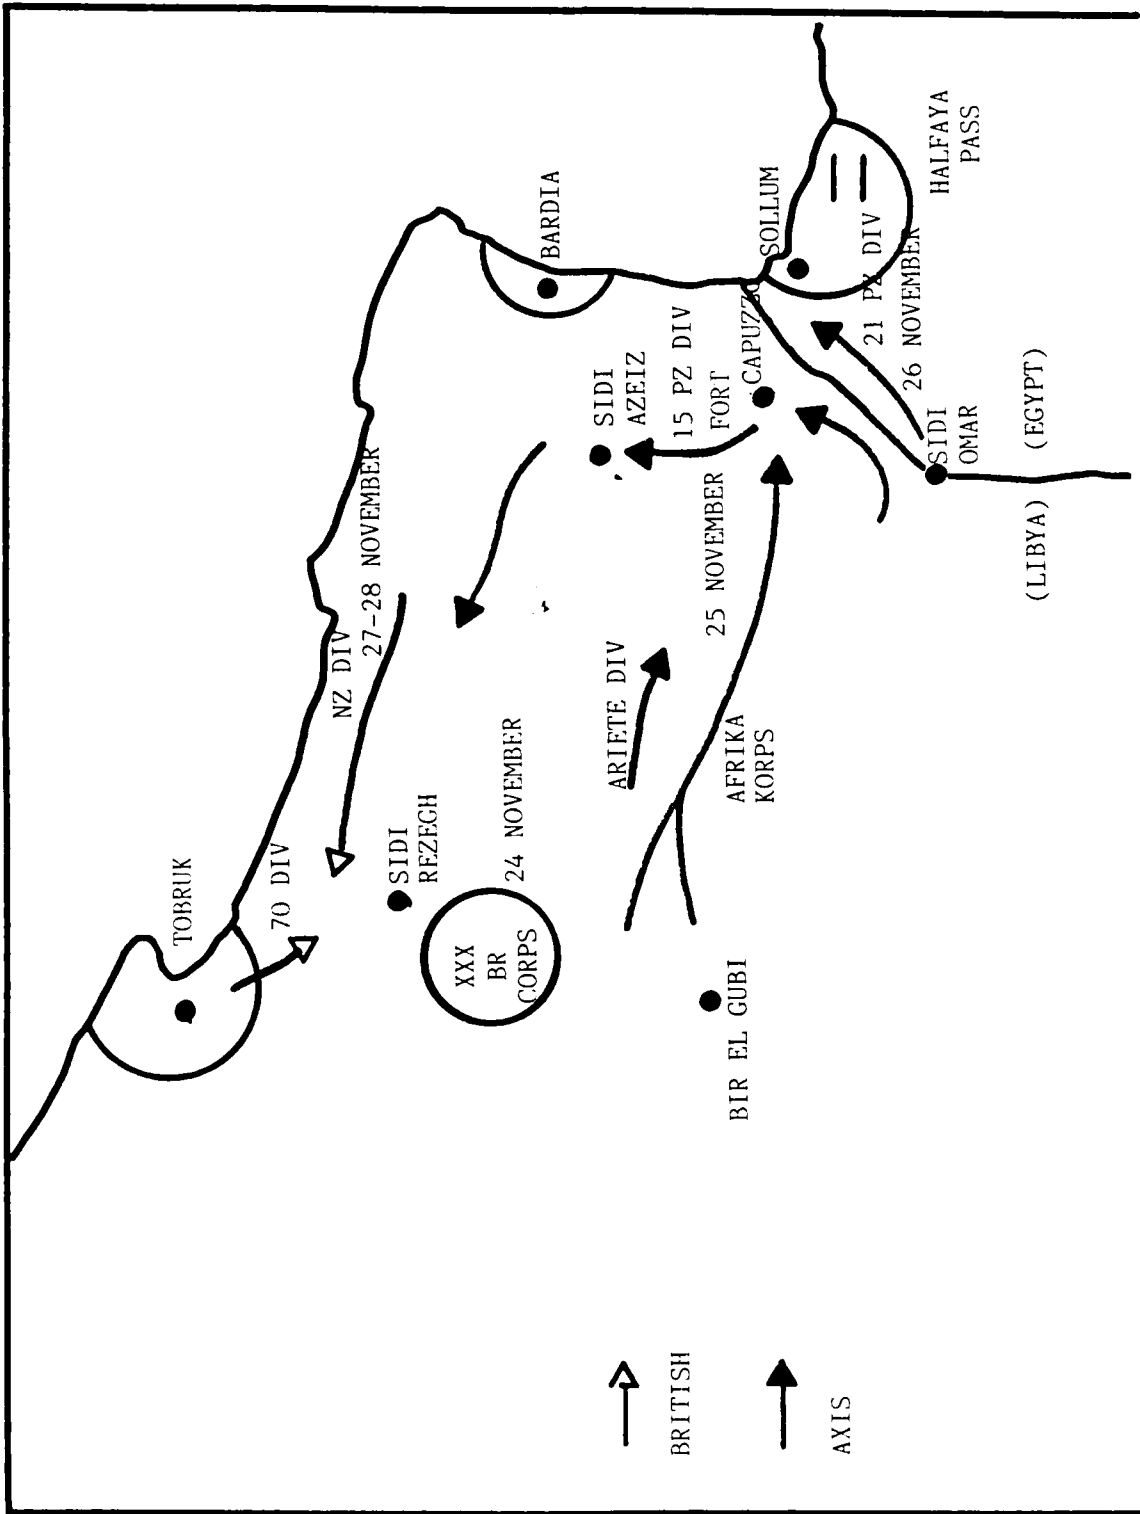 TOBRUK
70 DIV
NZ DIV
27-28 NOVEMBER
SIDI
REZEGH
XXX
BR
CORPS
24 NOVEMBER
BARDIA
SIDI
AZEIZ
15 PZ DIV
FORT
CAPUZZO
SOLLUM
ARIETE DIV
25 NOVEMBER
AFRIKA
KORPS
BIR EL GUBI
21 PZ DIV
26 NOVEMBER
HALFAYA
PASS
SIDI
OMAR
(LIBYA)
(EGYPT)
BRITISH
AXIS